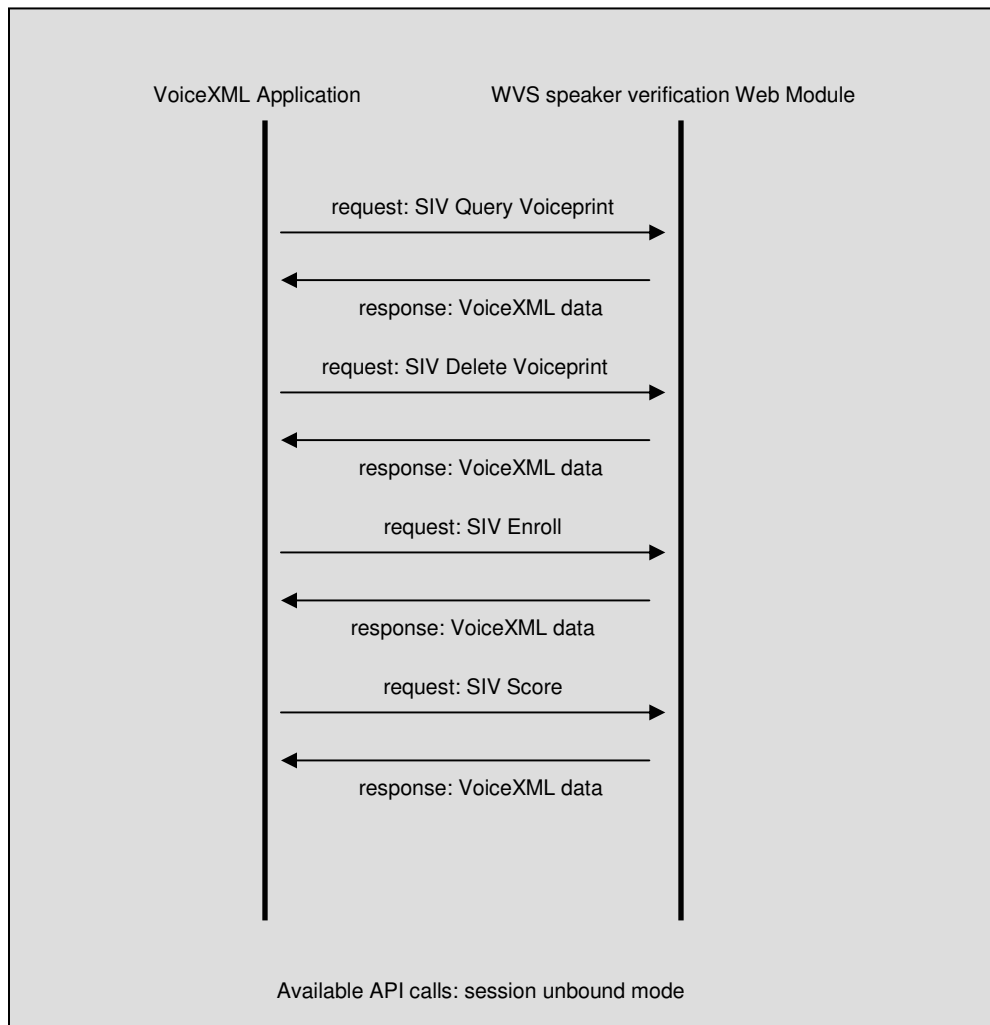 VoiceXML Application
WVS speaker verification Web Module
request: SIV Query Voiceprint
response: VoiceXML data
request: SIV Delete Voiceprint
response: VoiceXML data
request: SIV Enroll
response: VoiceXML data
request: SIV Score
response: VoiceXML data
Available API calls: session unbound mode